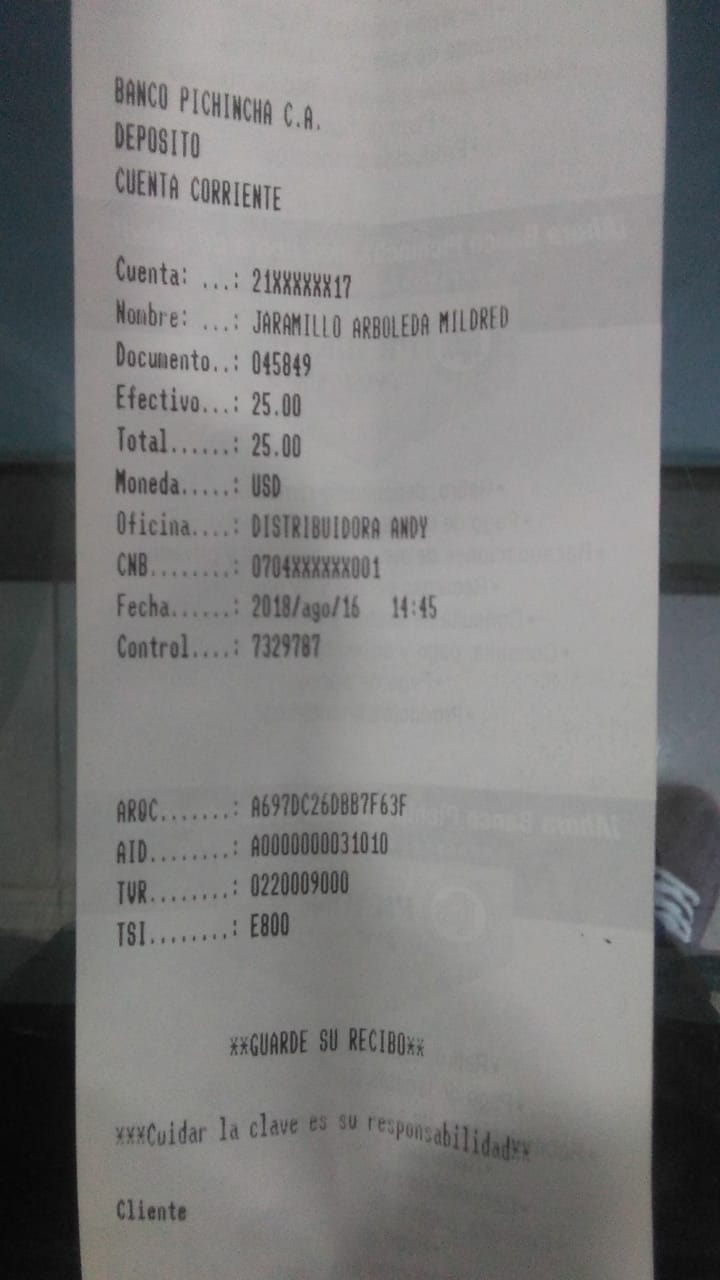 BANCO PICHINCHA C.A.
DEPOSITO
CUENTA CORRIENTE
Cuenta: ...: 21XXXXXX17
Nombre: ...: JARAMILLO ARBOLEDA MILDRED
Documento..: 045849
Efectivo...: 25.00
Total......: 25.00
Moneda.....: USD
Oficina....: DISTRIBUIDORA ANDY
CNB........: 0704XXXXXX001
Fecha......: 2018/ago/16 14:45
Control....: 7329787
ARQC.......: A697DC26DBB7F63F
AID........: A0000000031010
TVR........: 0220009000
TSI........: E800
**GUARDE SU RECIBO**
***Cuidar la clave es su responsabilidad**
Cliente